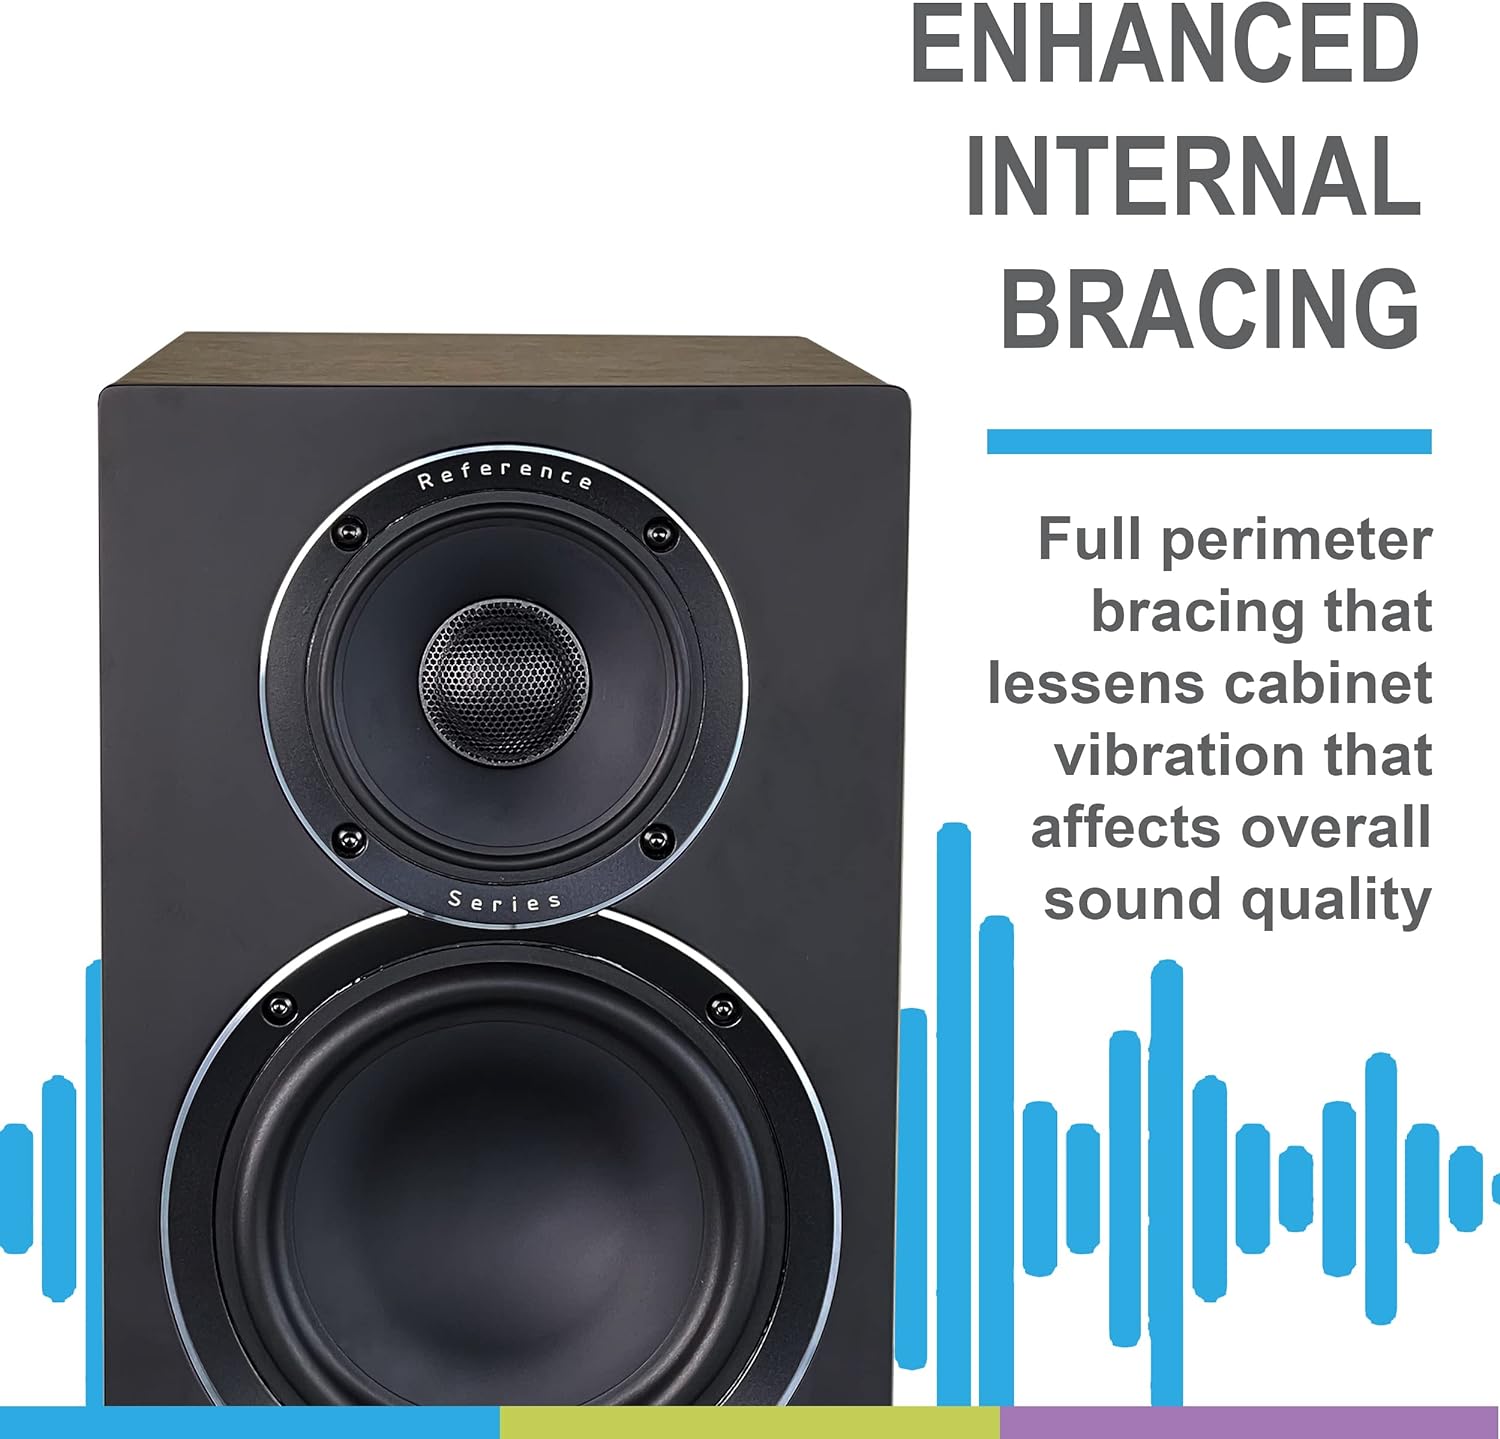 ENHANCED
INTERNAL
BRACING
Full perimeter
bracing that
lessens cabinet
vibration that
affects overall
sound quality
Reference
Series